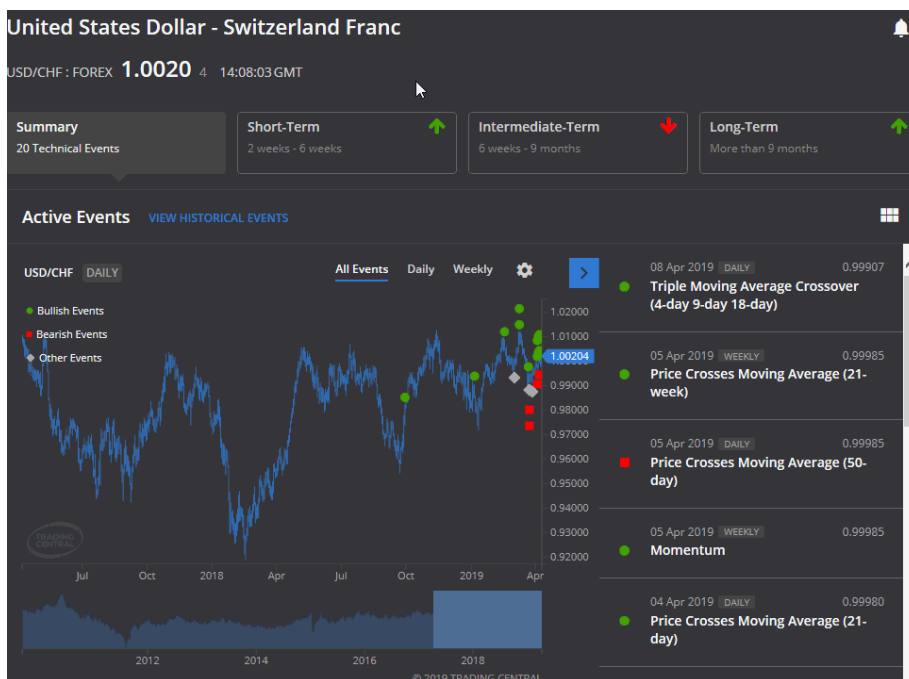 United States Dollar - Switzerland Franc
USD/CHF : FOREX 1.0020 4 14:08:03 GMT
Summary
20 Technical Events
Short-Term
2 weeks - 6 weeks
Intermediate-Term
6 weeks - 9 months
Long-Term
More than 9 months
Active Events VIEW HISTORICAL EVENTS
USD/CHF DAILY
All Events Daily Weekly
Bullish Events
Bearish Events
Other Events
1.02000
1.01000
1.00204
0.99000
0.98000
0.97000
0.96000
0.95000
0.94000
0.93000
0.92000
TRADING
CENTRAL
Jul Oct 2018 Apr Jul Oct 2019 Apr
2012 2014 2016 2018
© 2019 TRADING CENTRAL
08 Apr 2019 DAILY 0.99907
Triple Moving Average Crossover
(4-day 9-day 18-day)
05 Apr 2019 WEEKLY 0.99985
Price Crosses Moving Average (21-
week)
05 Apr 2019 DAILY 0.99985
Price Crosses Moving Average (50-
day)
05 Apr 2019 WEEKLY 0.99985
Momentum
04 Apr 2019 DAILY 0.99980
Price Crosses Moving Average (21-
day)